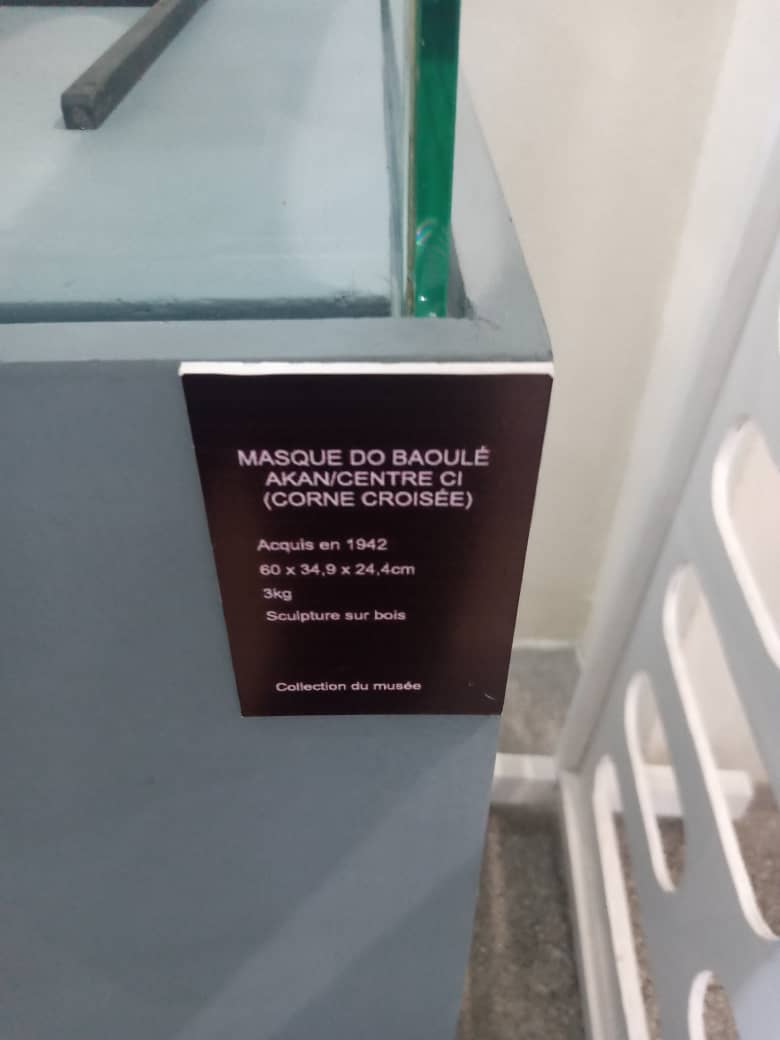 MASQUE DO BAOULÉ
AKAN/CENTRE CI
(CORNE CROISÉE)
Acquis en 1942
60 x 34,9 x 24,4cm
3kg
Sculpture sur bois
Collection du musée